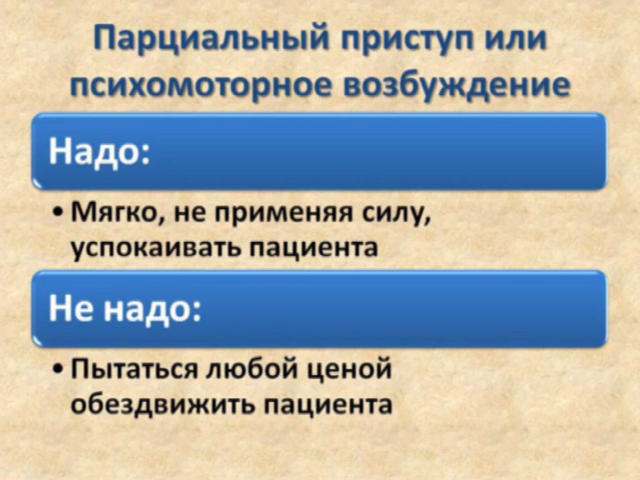 Парциальный приступ или
психомоторное возбуждение
Надо:
• Мягко, не применяя силу,
успокаивать пациента
Не надо:
• Пытаться любой ценой
обездвижить пациента